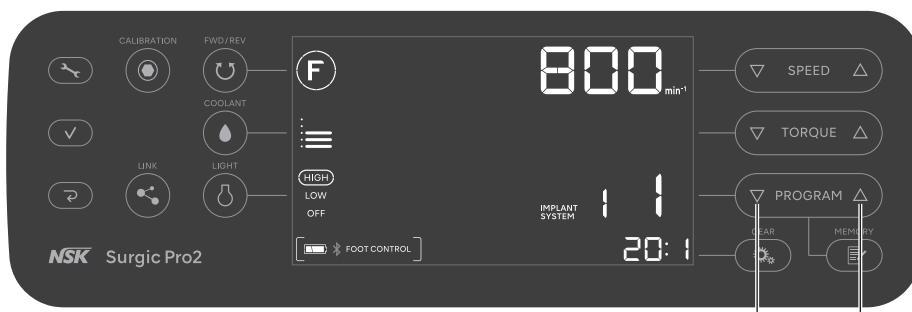 CALIBRATION
FWD/REV
COOLANT
LINK
LIGHT
NSK Surgic Pro2
F
800 min-1
HIGH
LOW
OFF
IMPLANT
SYSTEM
1 1
FOOT CONTROL
20:1
SPEED
TORQUE
PROGRAM
GEAR
MEMORY